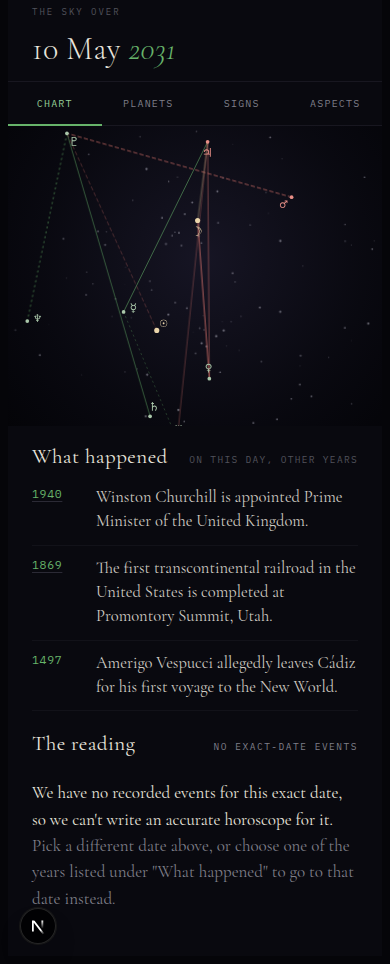 THE SKY OVER
10 May 2031
CHART PLANETS SIGNS ASPECTS
♇
♃
♂
☽
♆
☿
☉
♀
♄
What happened ON THIS DAY, OTHER YEARS
1940 Winston Churchill is appointed Prime
Minister of the United Kingdom.
1869 The first transcontinental railroad in the
United States is completed at
Promontory Summit, Utah.
1497 Amerigo Vespucci allegedly leaves Cádiz
for his first voyage to the New World.
The reading NO EXACT-DATE EVENTS
We have no recorded events for this exact date,
so we can't write an accurate horoscope for it.
Pick a different date above, or choose one of the
years listed under "What happened" to go to that
date instead.
N